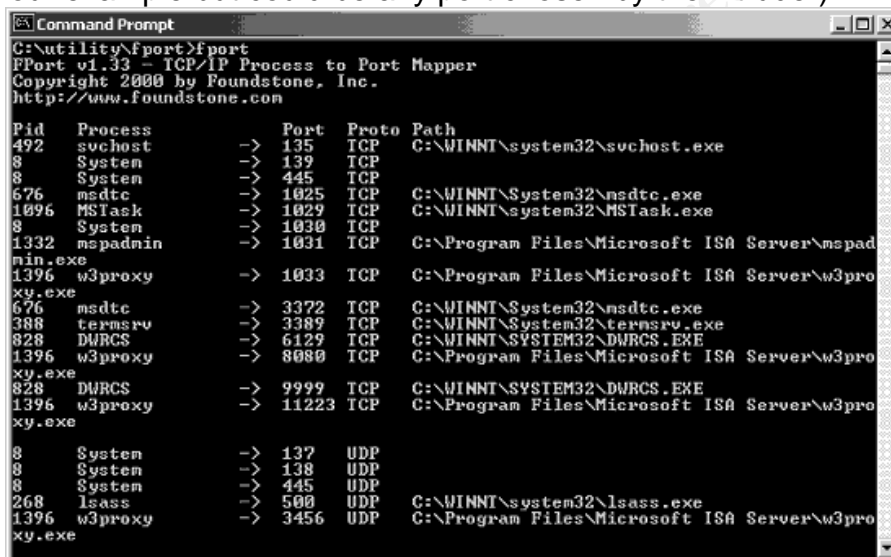 Command Prompt
C:\utility\fport>fport
FPort v1.33 - TCP/IP Process to Port Mapper
Copyright 2000 by Foundstone, Inc.
http://www.foundstone.com
Pid Process Port Proto Path
492 svchost -> 135 TCP C:\WINNT\system32\svchost.exe
8 System -> 139 TCP
8 System -> 445 TCP
676 msdtc -> 1025 TCP C:\WINNT\System32\msdtc.exe
1096 MSTask -> 1029 TCP C:\WINNT\system32\MSTask.exe
8 System -> 1030 TCP
1332 mspadmin -> 1031 TCP C:\Program Files\Microsoft ISA Server\mspad
min.exe
1396 w3proxy -> 1033 TCP C:\Program Files\Microsoft ISA Server\w3pro
xy.exe
676 msdtc -> 3372 TCP C:\WINNT\System32\msdtc.exe
388 termsrv -> 3389 TCP C:\WINNT\System32\termsrv.exe
828 DWRCS -> 6129 TCP C:\WINNT\SYSTEM32\DWRCS.EXE
1396 w3proxy -> 8080 TCP C:\Program Files\Microsoft ISA Server\w3pro
xy.exe
828 DWRCS -> 9999 TCP C:\WINNT\SYSTEM32\DWRCS.EXE
1396 w3proxy -> 11223 TCP C:\Program Files\Microsoft ISA Server\w3pro
xy.exe
8 System -> 137 UDP
8 System -> 138 UDP
8 System -> 445 UDP
268 lsass -> 500 UDP C:\WINNT\system32\lsass.exe
1396 w3proxy -> 3456 UDP C:\Program Files\Microsoft ISA Server\w3pro
xy.exe